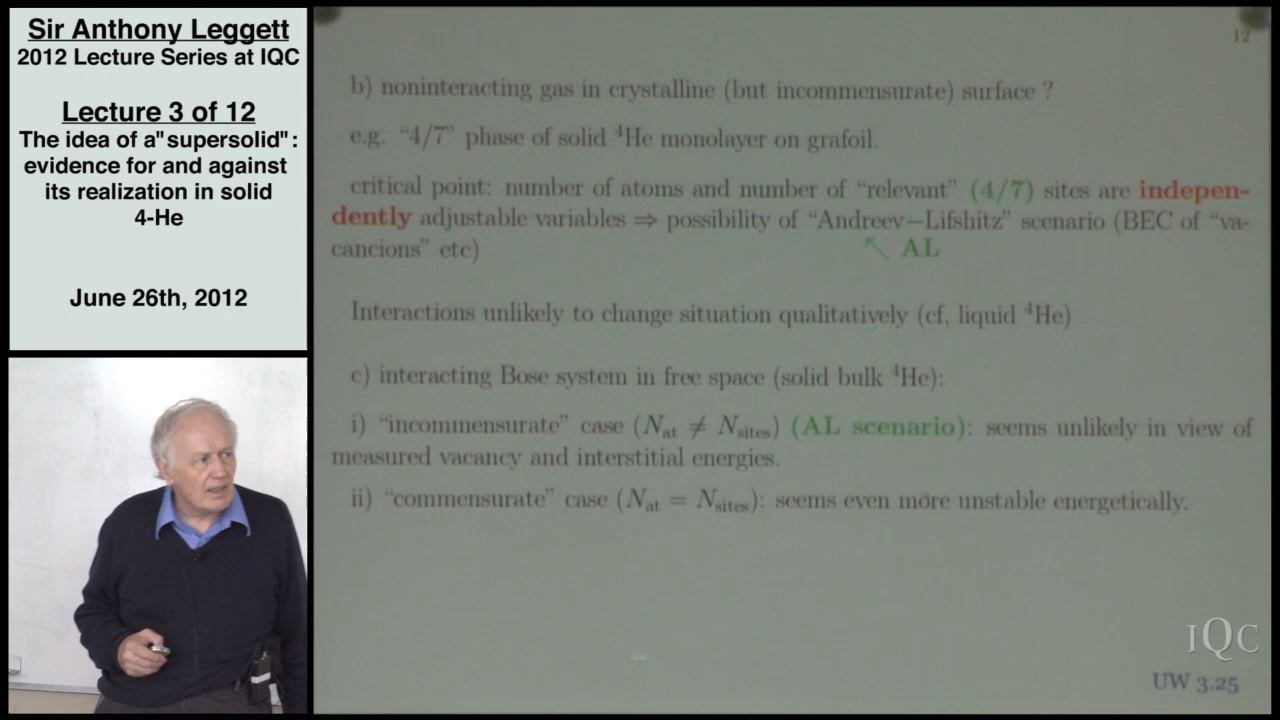 Sir Anthony Leggett
2012 Lecture Series at IQC
Lecture 3 of 12
The idea of a"supersolid":
evidence for and against
its realization in solid
4-He
June 26th, 2012
12
b) noninteracting gas in crystalline (but incommensurate) surface ?
e.g. “4/7” phase of solid ⁴He monolayer on grafoil.
critical point: number of atoms and number of “relevant” (4/7) sites are indepen-
dently adjustable variables ⇒ possibility of “Andreev–Lifshitz” scenario (BEC of “va-
cancions” etc)
AL
Interactions unlikely to change situation qualitatively (cf, liquid ⁴He)
c) interacting Bose system in free space (solid bulk ⁴He):
i) “incommensurate” case (Nat ≠ Nsites) (AL scenario): seems unlikely in view of
measured vacancy and interstitial energies.
ii) “commensurate” case (Nat = Nsites): seems even more unstable energetically.
IQC
UW 3.25